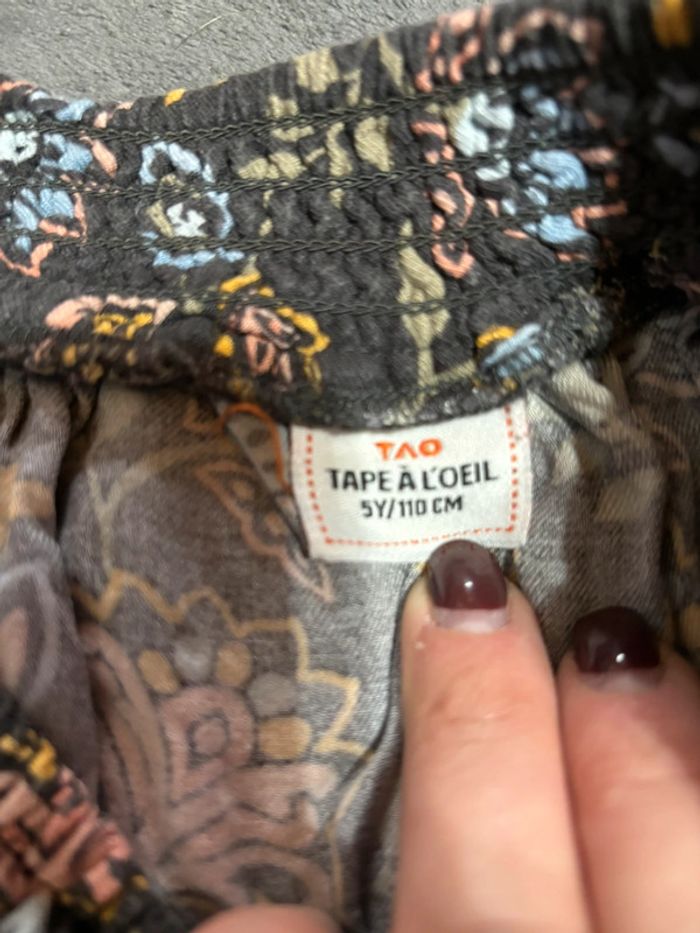 TAO
TAPE À L'OEIL
5Y/110 CM